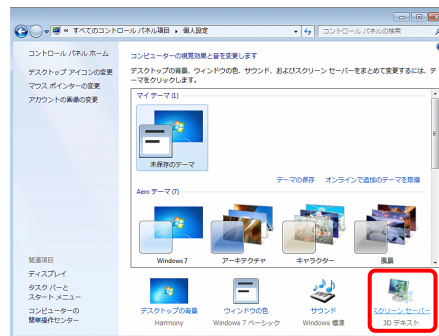 « すべてのコントロール パネル項目 ▸ 個人設定
コントロール パネルの検索
コントロール パネル ホーム
デスクトップ アイコンの変更
マウス ポインターの変更
アカウントの画像の変更
コンピューターの視覚効果と音を変更します
デスクトップの背景、ウィンドウの色、サウンド、およびスクリーン セーバーをまとめて変更するには、テ
ーマをクリックします。
マイ テーマ (1)
未保存のテーマ
テーマの保存 オンラインで追加のテーマを取得
Aero テーマ (7)
Windows 7 アーキテクチャ キャラクター 風景
関連項目
ディスプレイ
タスク バーと
スタート メニュー
コンピューターの
簡単操作センター
デスクトップの背景 ウィンドウの色 サウンド スクリーン セーバー
Harmony Windows 7 ベーシック Windows 標準 3D テキスト